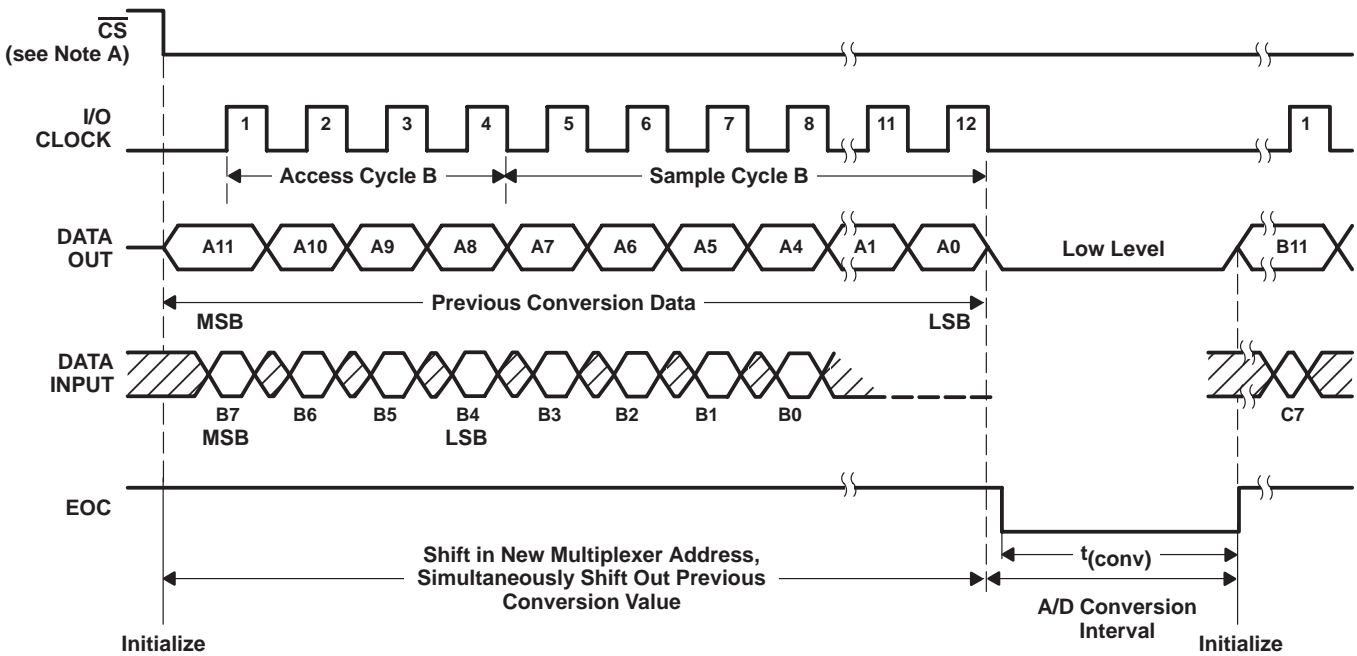 CS
(see Note A)
I/O
CLOCK
1 2 3 4 5 6 7 8 11 12 1
Access Cycle B Sample Cycle B
DATA
OUT
A11 A10 A9 A8 A7 A6 A5 A4 A1 A0 Low Level B11
Previous Conversion Data
MSB LSB
DATA
INPUT
B7 B6 B5 B4 B3 B2 B1 B0 C7
MSB LSB
EOC
t(conv)
Shift in New Multiplexer Address,
Simultaneously Shift Out Previous
Conversion Value
A/D Conversion
Interval
Initialize Initialize